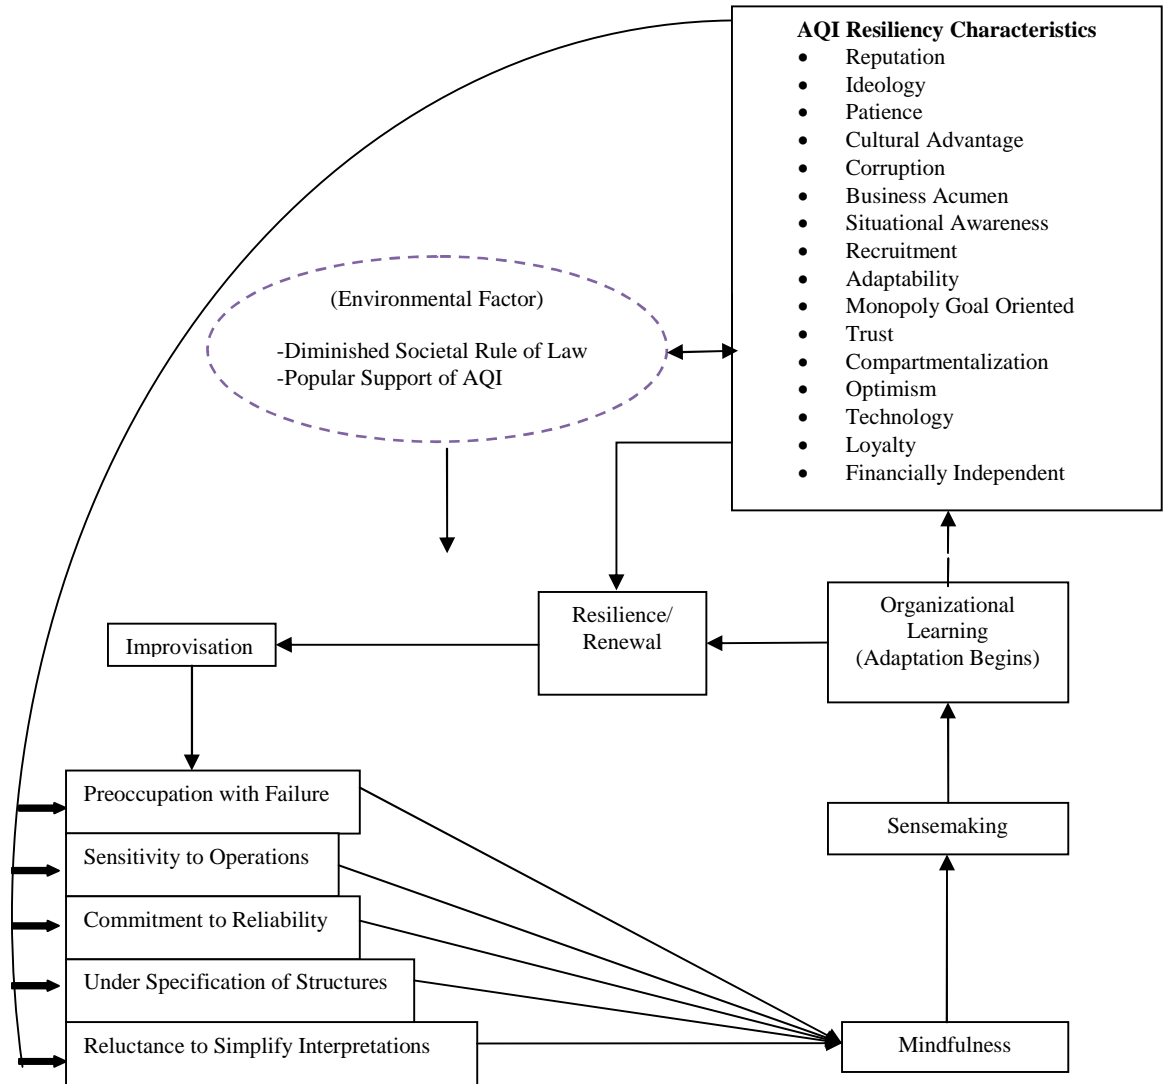 AQI Resiliency Characteristics
• Reputation
• Ideology
• Patience
• Cultural Advantage
• Corruption
• Business Acumen
• Situational Awareness
• Recruitment
• Adaptability
• Monopoly Goal Oriented
• Trust
• Compartmentalization
• Optimism
• Technology
• Loyalty
• Financially Independent
(Environmental Factor)
-Diminished Societal Rule of Law
-Popular Support of AQI
Resilience/
Renewal
Organizational
Learning
(Adaptation Begins)
Improvisation
Preoccupation with Failure
Sensitivity to Operations
Commitment to Reliability
Under Specification of Structures
Reluctance to Simplify Interpretations
Sensemaking
Mindfulness